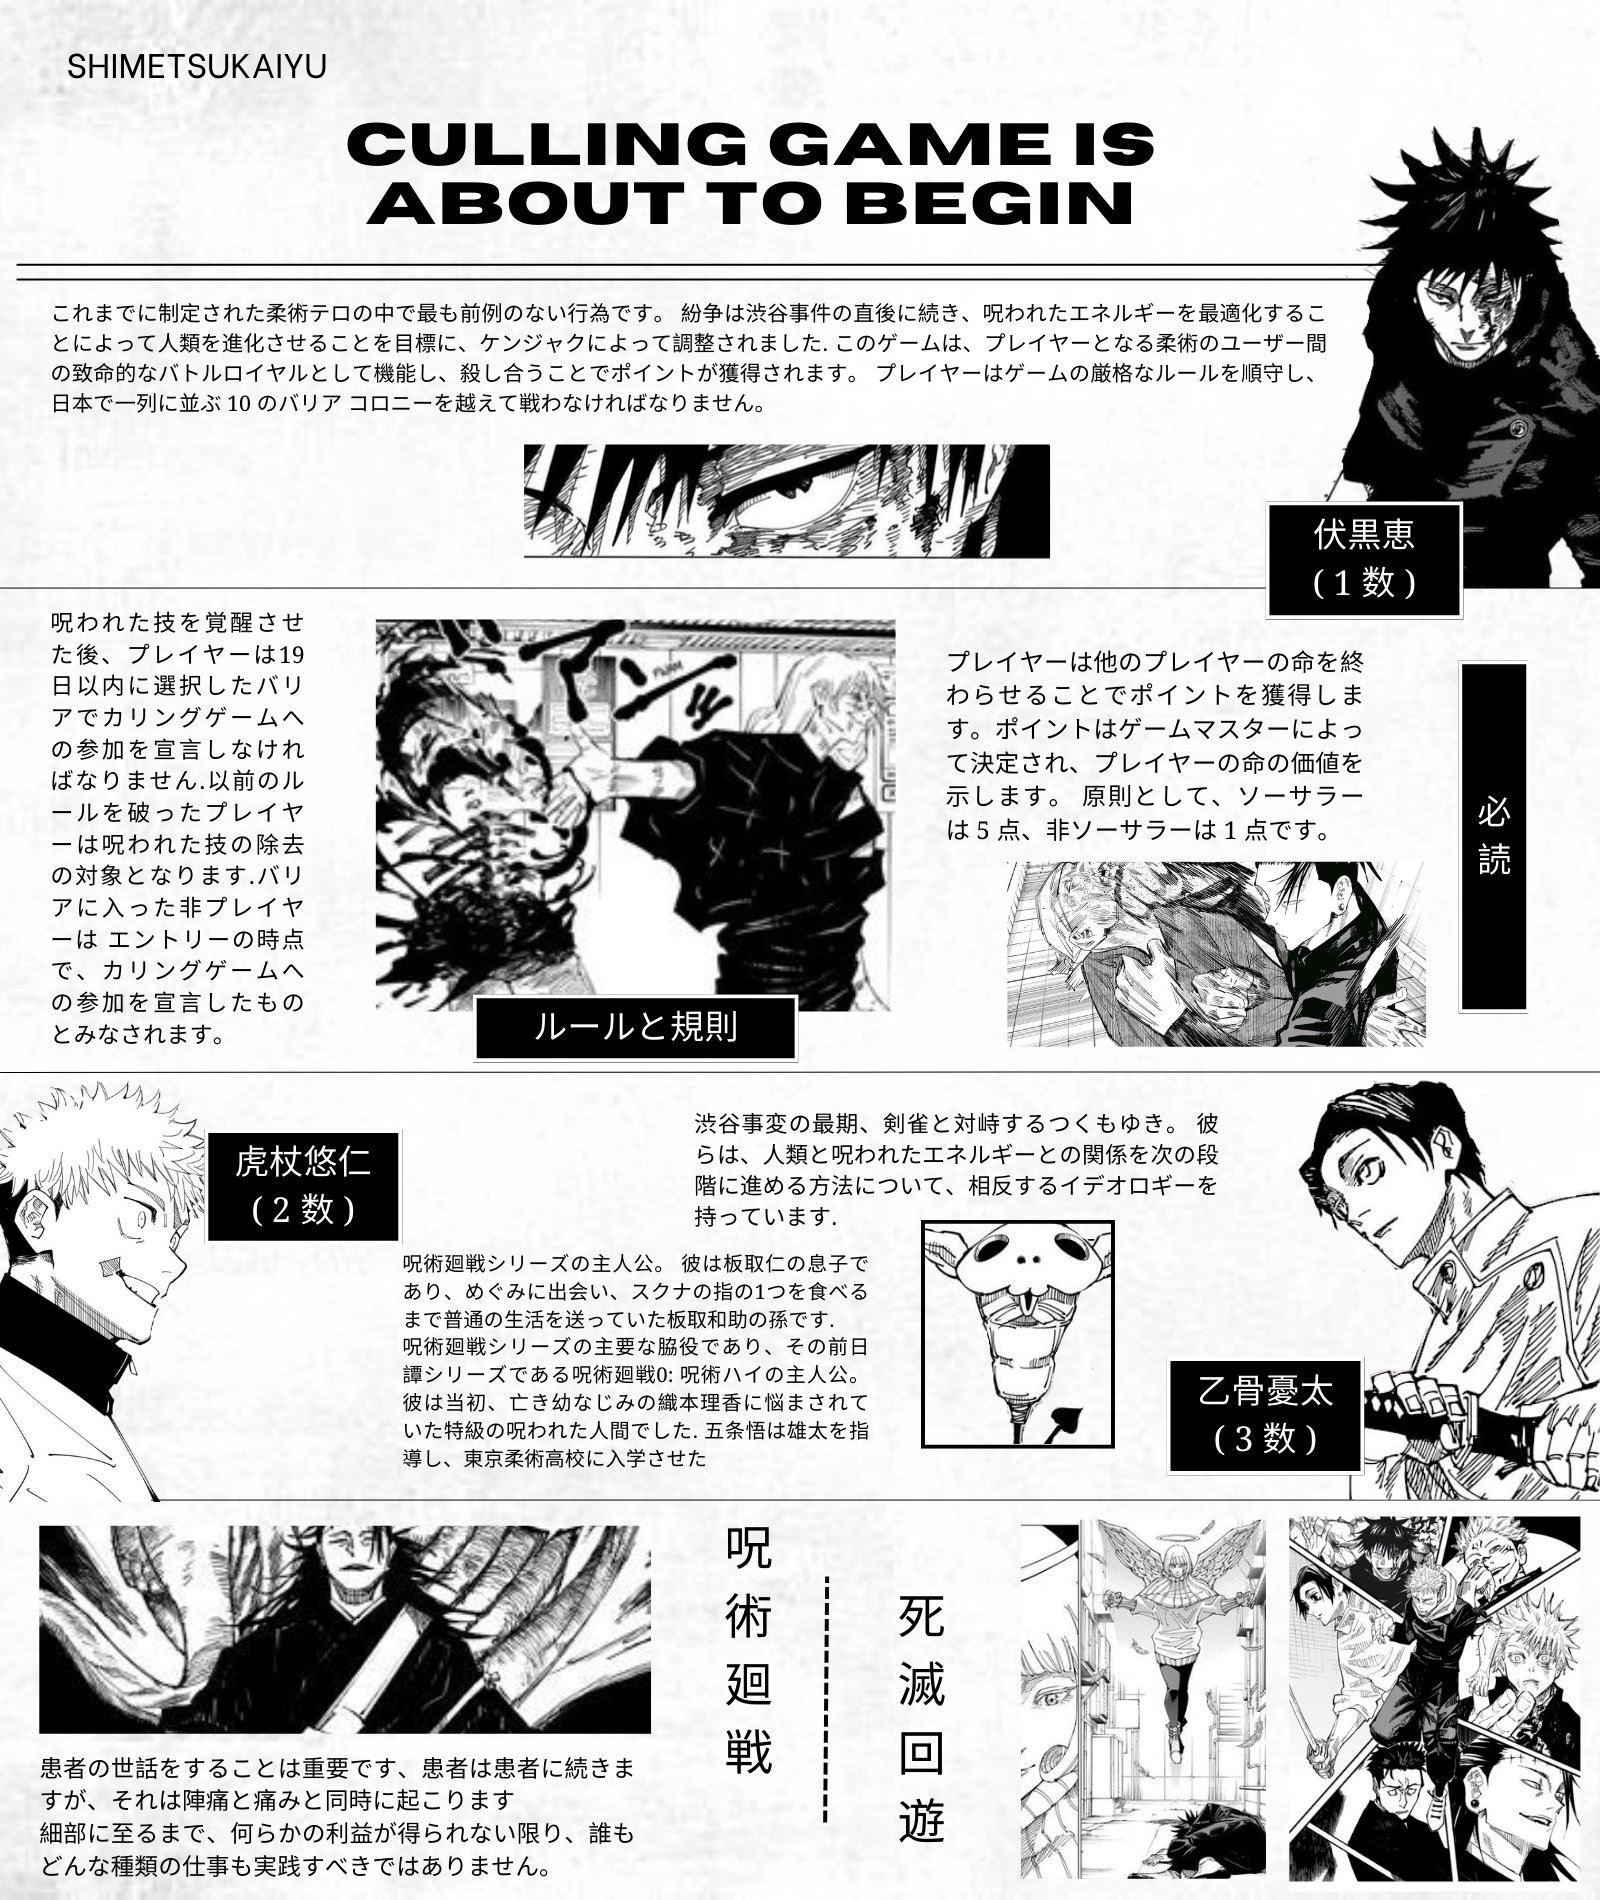 SHIMETSUKAIYU
CULLING GAME IS
ABOUT TO BEGIN
これまでに制定された柔術テロの中で最も前例のない行為です。 紛争は渋谷事件の直後に続き、呪われたエネルギーを最適化するこ
とによって人類を進化させることを目標に、ケンジャクによって調整されました. このゲームは、プレイヤーとなる柔術のユーザー間
の致命的なバトルロイヤルとして機能し、殺し合うことでポイントが獲得されます。 プレイヤーはゲームの厳格なルールを順守し、
日本で一列に並ぶ 10 のバリア コロニーを越えて戦わなければなりません。
伏黒恵
( 1 数 )
呪われた技を覚醒させ
た後、プレイヤーは19
日以内に選択したバリ
アでカリングゲームへ
の参加を宣言しなけれ
ばなりません.以前のル
ールを破ったプレイヤ
ーは呪われた技の除去
の対象となります.バリ
アに入った非プレイヤ
ーは エントリーの時点
で、カリングゲームへ
の参加を宣言したもの
とみなされます。
ルールと規則
プレイヤーは他のプレイヤーの命を終
わらせることでポイントを獲得しま
す。ポイントはゲームマスターによっ
て決定され、プレイヤーの命の価値を
示します。 原則として、ソーサラー
は 5 点、非ソーサラーは 1 点です。
必読
虎杖悠仁
( 2 数 )
渋谷事変の最期、剣雀と対峙するつくもゆき。 彼
らは、人類と呪われたエネルギーとの関係を次の段
階に進める方法について、相反するイデオロギーを
持っています.
呪術廻戦シリーズの主人公。 彼は板取仁の息子で
あり、めぐみに出会い、スクナの指の1つを食べる
まで普通の生活を送っていた板取和助の孫です.
呪術廻戦シリーズの主要な脇役であり、その前日
譚シリーズである呪術廻戦0: 呪術ハイの主人公。
彼は当初、亡き幼なじみの織本理香に悩まされて
いた特級の呪われた人間でした. 五条悟は雄太を指
導し、東京柔術高校に入学させた
乙骨憂太
( 3 数 )
呪術廻戦
死滅回遊
患者の世話をすることは重要です、患者は患者に続きま
すが、それは陣痛と痛みと同時に起こります
細部に至るまで、何らかの利益が得られない限り、誰も
どんな種類の仕事も実践すべきではありません。